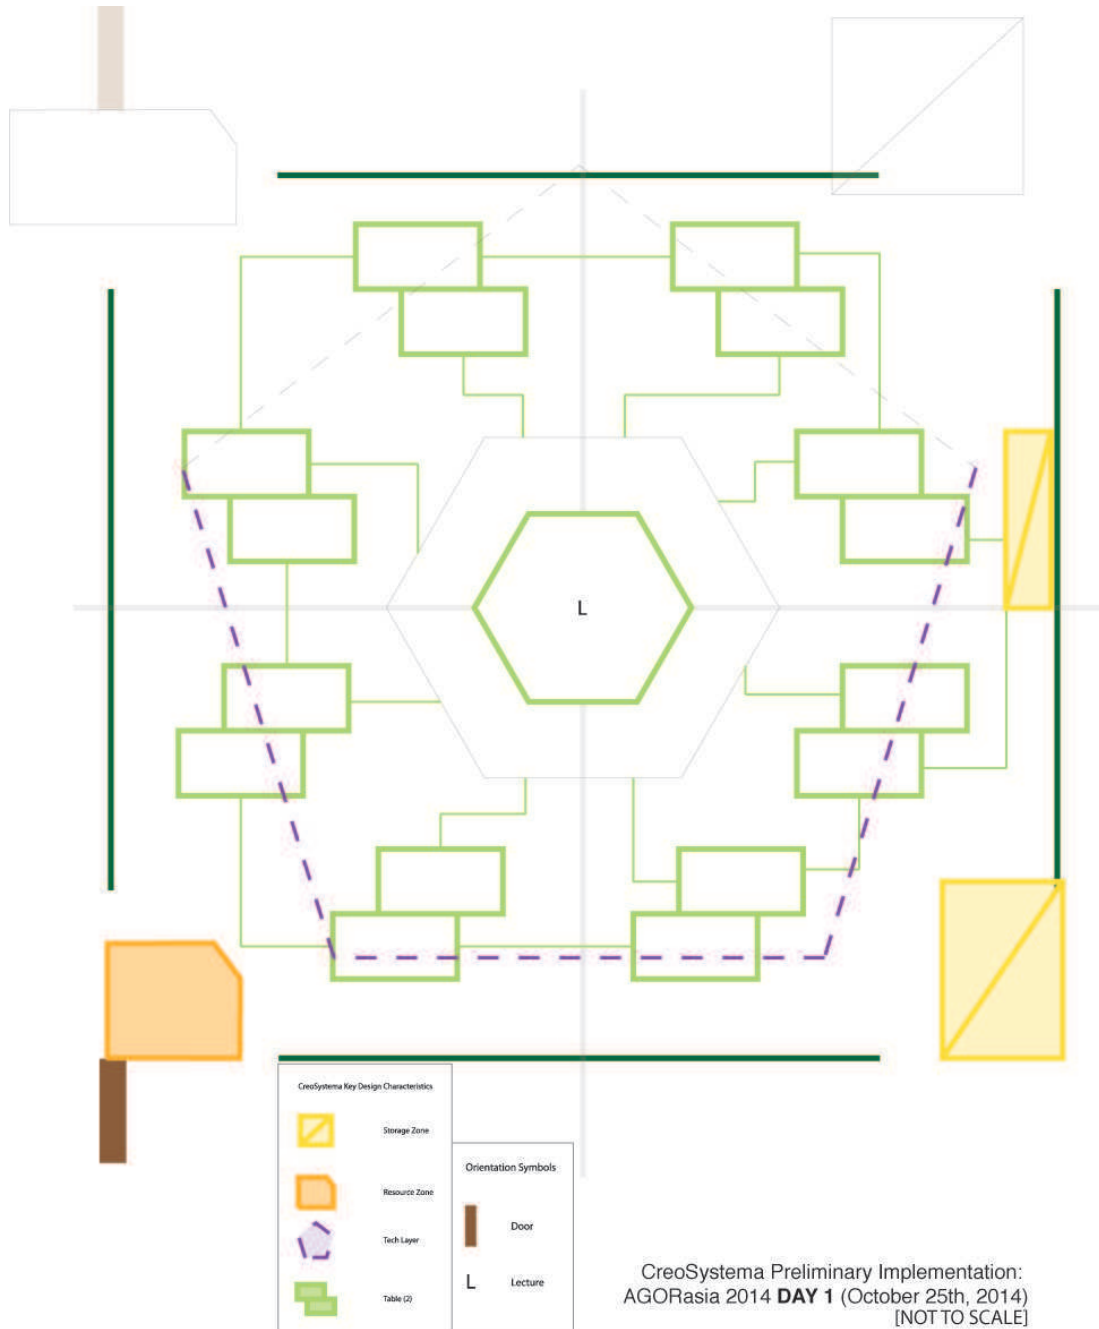 L
CreoSystema Key Design Characteristics
Storage Zone
Resource Zone
Tech Layer
Table (2)
Orientation Symbols
Door
L Lecture
CreoSystema Preliminary Implementation:
AGORasia 2014 DAY 1 (October 25th, 2014)
[NOT TO SCALE]